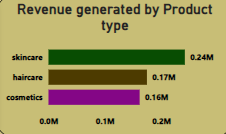 Revenue generated by Product
type
skincare 0.24M
haircare 0.17M
cosmetics 0.16M
0.0M 0.1M 0.2M